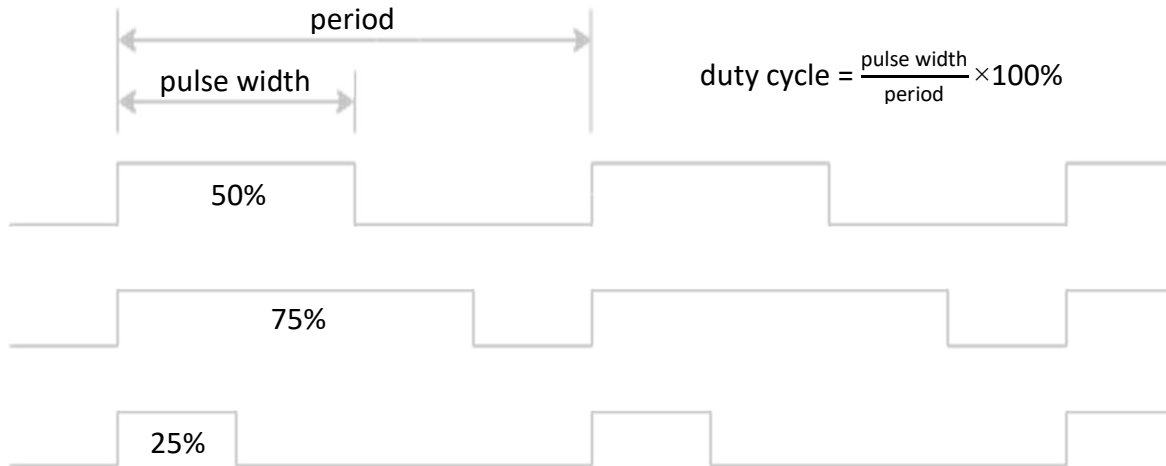 period
pulse width
duty cycle = pulse width/period ×100%
50%
75%
25%